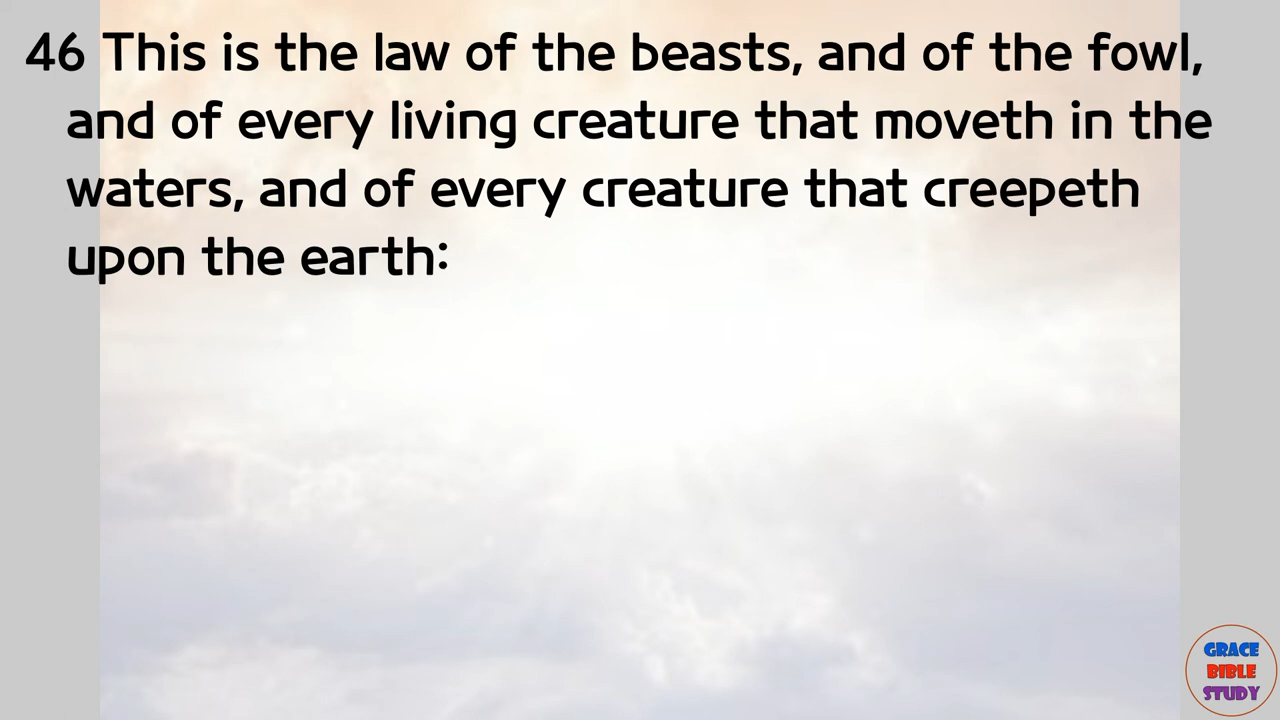 46 This is the law of the beasts, and of the fowl,
and of every living creature that moveth in the
waters, and of every creature that creepeth
upon the earth:
GRACE
BIBLE
STUDY